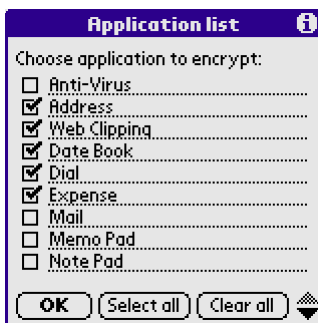 Application list
Choose application to encrypt:
Anti-Virus
Address
Web Clipping
Date Book
Dial
Expense
Mail
Memo Pad
Note Pad
OK Select all Clear all